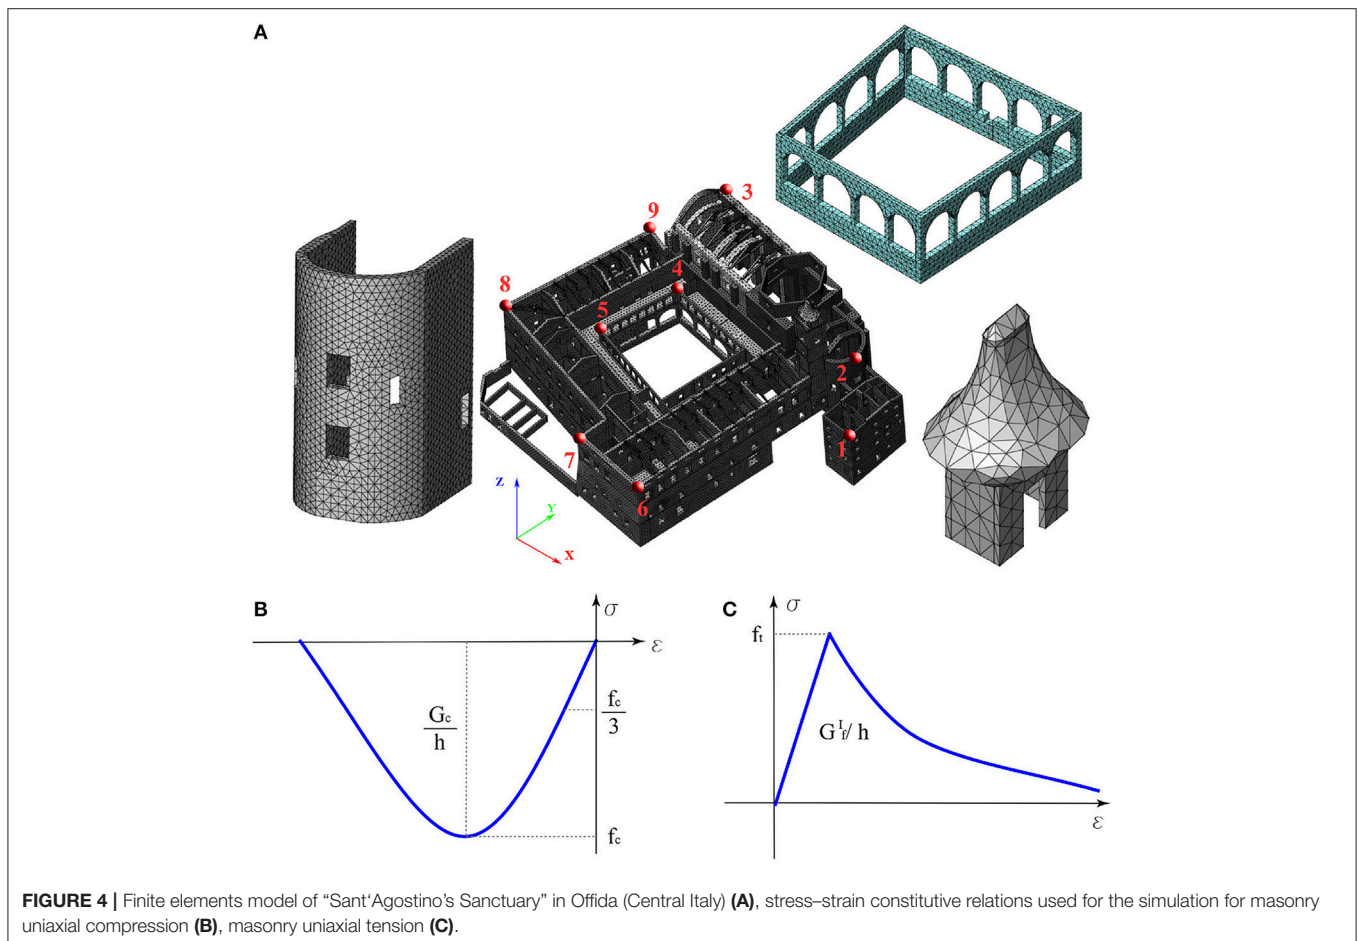 A
3
9
4
8
5
2
1
7
6
Z
Y
X
B
σ
ε
G_c
h
f_c
3
f_c
C
σ
f_t
G^I_f/ h
ε
FIGURE 4 | Finite elements model of “Sant‘Agostino’s Sanctuary” in Offida (Central Italy) (A), stress–strain constitutive relations used for the simulation for masonry
uniaxial compression (B), masonry uniaxial tension (C).